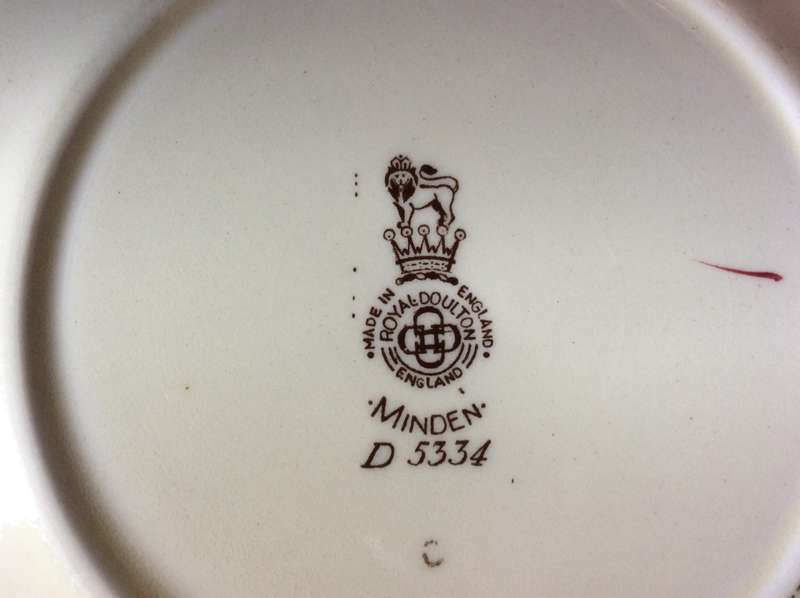 MADE IN ENGLAND
ROYAL·DOULTON
ENGLAND
·MINDEN·
D 5334
C